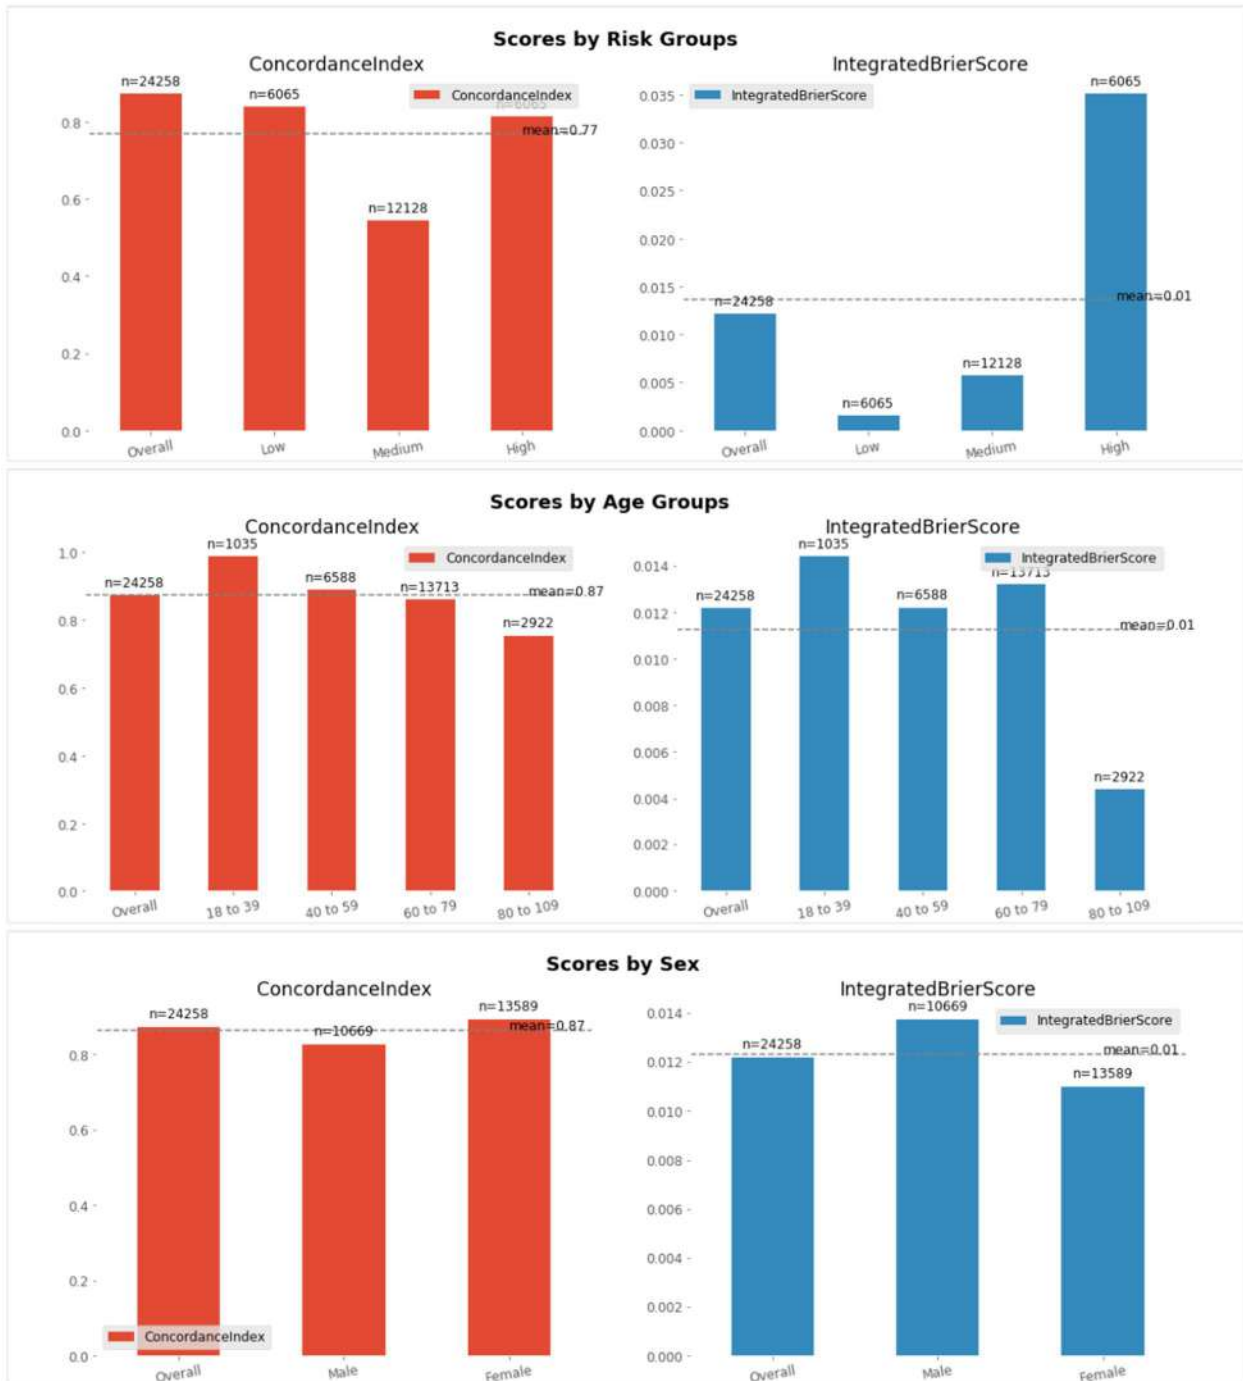 Scores by Risk Groups
ConcordanceIndex
n=24258
n=6065
ConcordanceIndex
n=6065
0.8
mean=0.77
0.6
n=12128
0.4
0.2
0.0
Overall
Low
Medium
High
IntegratedBrierScore
IntegratedBrierScore
n=6065
0.035
0.030
0.025
0.020
0.015
mean=0.01
n=24258
0.010
n=12128
0.005
n=6065
0.000
Overall
Low
Medium
High
Scores by Age Groups
ConcordanceIndex
1.0
n=1035
ConcordanceIndex
n=24258
n=6588
n=13713
mean=0.87
0.8
n=2922
0.6
0.4
0.2
0.0
Overall
18 to 39
40 to 59
60 to 79
80 to 109
IntegratedBrierScore
n=1035
IntegratedBrierScore
0.014
n=13713
n=24258
n=6588
0.012
mean=0.01
0.010
0.008
0.006
n=2922
0.004
0.002
0.000
Overall
18 to 39
40 to 59
60 to 79
80 to 109
Scores by Sex
ConcordanceIndex
n=24258
n=13589
mean=0.87
n=10669
0.8
0.6
0.4
0.2
ConcordanceIndex
0.0
Overall
Male
Female
IntegratedBrierScore
n=10669
0.014
IntegratedBrierScore
n=24258
mean=0.01
0.012
n=13589
0.010
0.008
0.006
0.004
0.002
0.000
Overall
Male
Female